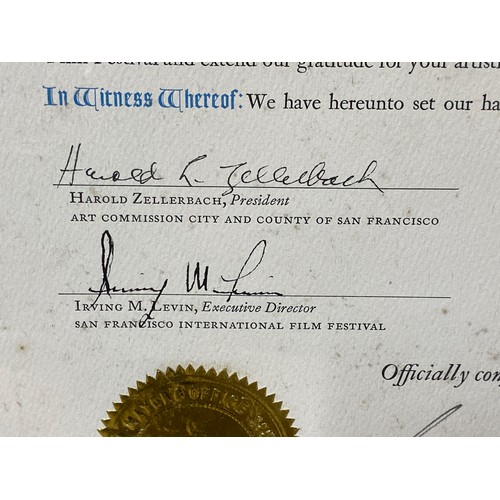 Film Festival and extend our gratitude for your artisti
In Witness Whereof: We have hereunto set our ha
Harold L. Zellerbach
HAROLD ZELLERBACH, President
ART COMMISSION CITY AND COUNTY OF SAN FRANCISCO
Irving M. Levin
IRVING M. LEVIN, Executive Director
SAN FRANCISCO INTERNATIONAL FILM FESTIVAL
Officially con
OFFICE